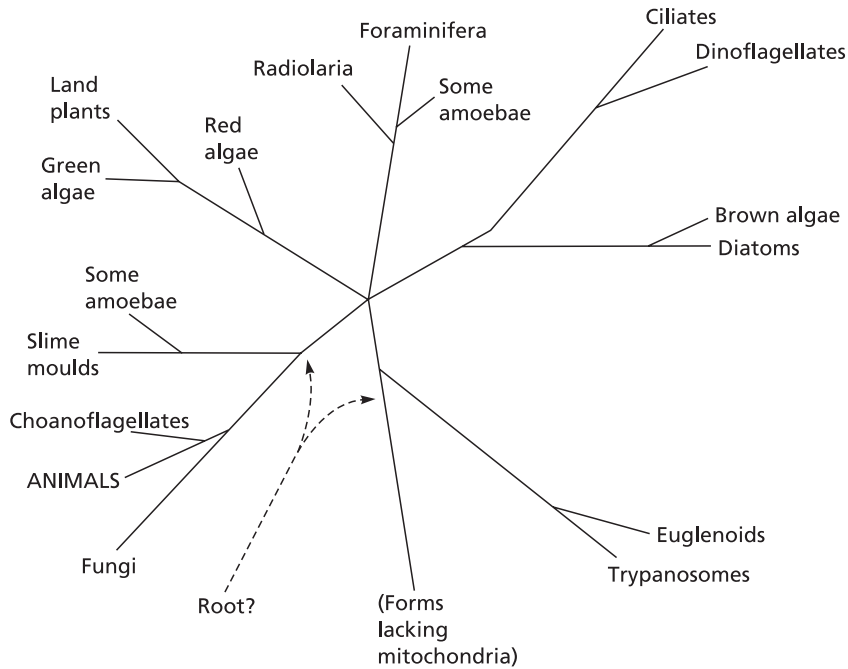 Ciliates
Foraminifera
Dinoflagellates
Radiolaria
Some
amoebae
Land
plants
Red
algae
Green
algae
Brown algae
Diatoms
Some
amoebae
Slime
moulds
Choanoflagellates
ANIMALS
Fungi
Root?
(Forms
lacking
mitochondria)
Euglenoids
Trypanosomes